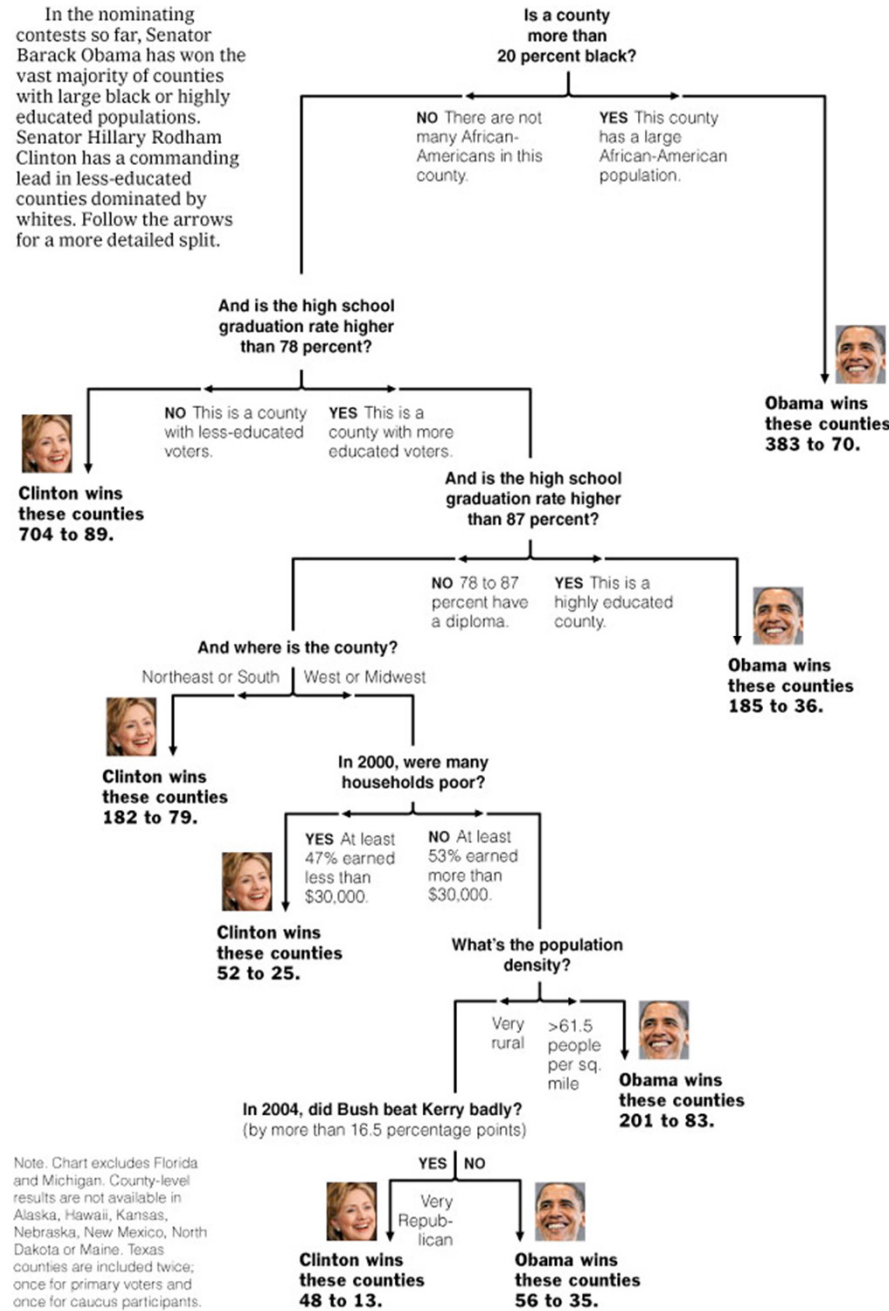 In the nominating
contests so far, Senator
Barack Obama has won the
vast majority of counties
with large black or highly
educated populations.
Senator Hillary Rodham
Clinton has a commanding
lead in less-educated
counties dominated by
whites. Follow the arrows
for a more detailed split.
Is a county
more than
20 percent black?
NO There are not
many African-
Americans in this
county.
YES This county
has a large
African-American
population.
And is the high school
graduation rate higher
than 78 percent?
Obama wins
these counties
383 to 70.
NO This is a county
with less-educated
voters.
YES This is a
county with more
educated voters.
Clinton wins
these counties
704 to 89.
And is the high school
graduation rate higher
than 87 percent?
NO 78 to 87
percent have
a diploma.
YES This is a
highly educated
county.
And where is the county?
Northeast or South
West or Midwest
Obama wins
these counties
185 to 36.
Clinton wins
these counties
182 to 79.
In 2000, were many
households poor?
YES At least
47% earned
less than
$30,000.
NO At least
53% earned
more than
$30,000.
Clinton wins
these counties
52 to 25.
What's the population
density?
Very
rural
>61.5
people
per sq.
mile
Obama wins
these counties
201 to 83.
In 2004, did Bush beat Kerry badly?
(by more than 16.5 percentage points)
YES
NO
Very
Repub-
lican
Clinton wins
these counties
48 to 13.
Obama wins
these counties
56 to 35.
Note. Chart excludes Florida
and Michigan. County-level
results are not available in
Alaska, Hawaii, Kansas,
Nebraska, New Mexico, North
Dakota or Maine. Texas
counties are included twice;
once for primary voters and
once for caucus participants.